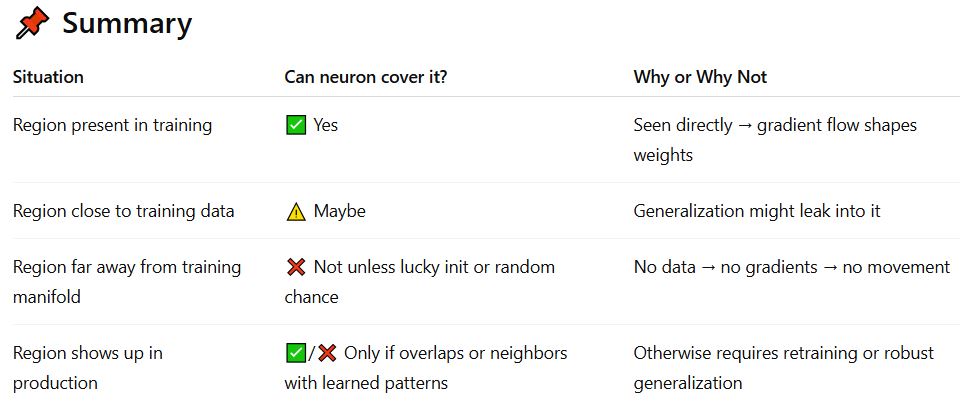 📌 Summary
Situation Can neuron cover it? Why or Why Not
Region present in training ✅ Yes Seen directly → gradient flow shapes
weights
Region close to training data ⚠️ Maybe Generalization might leak into it
Region far away from training ❌ Not unless lucky init or random No data → no gradients → no movement
manifold chance
Region shows up in ✅/❌ Only if overlaps or neighbors Otherwise requires retraining or robust
production with learned patterns generalization